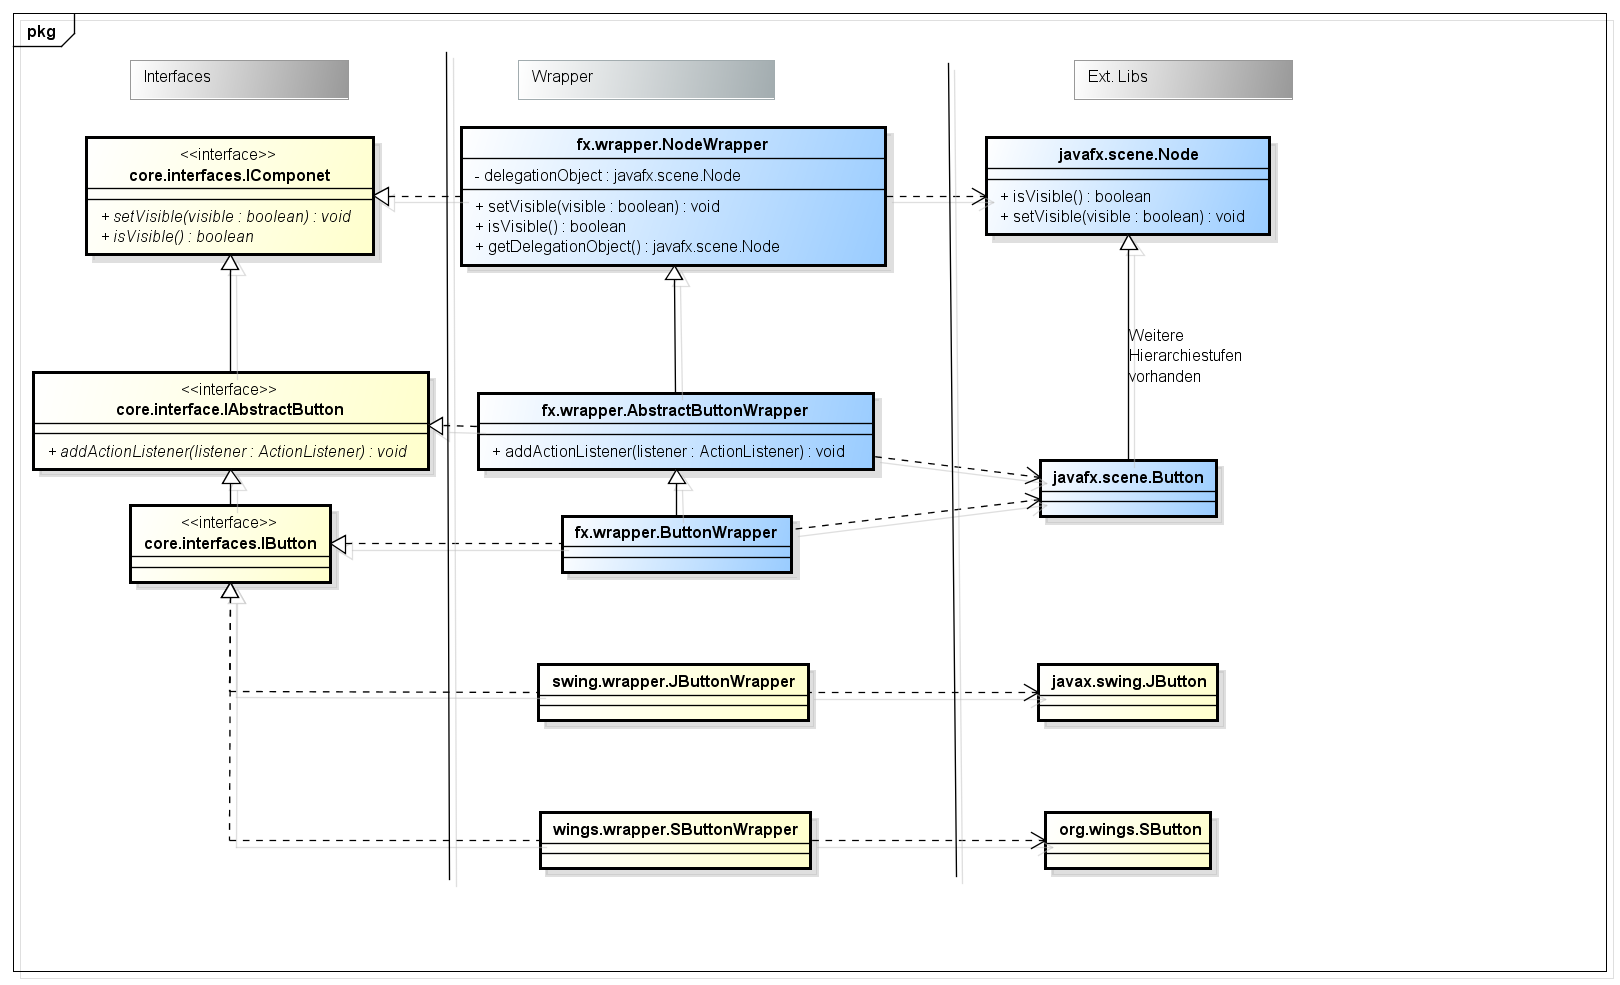 pkg
Interfaces
Wrapper
Ext. Libs
<<interface>>
core.interfaces.IComponet
+ setVisible(visible : boolean) : void
+ isVisible() : boolean
fx.wrapper.NodeWrapper
- delegationObject : javafx.scene.Node
+ setVisible(visible : boolean) : void
+ isVisible() : boolean
+ getDelegationObject() : javafx.scene.Node
javafx.scene.Node
+ isVisible() : boolean
+ setVisible(visible : boolean) : void
Weitere
Hierarchiestufen
vorhanden
<<interface>>
core.interface.IAbstractButton
+ addActionListener(listener : ActionListener) : void
fx.wrapper.AbstractButtonWrapper
+ addActionListener(listener : ActionListener) : void
javafx.scene.Button
<<interface>>
core.interfaces.IButton
fx.wrapper.ButtonWrapper
swing.wrapper.JButtonWrapper
javax.swing.JButton
wings.wrapper.SButtonWrapper
org.wings.SButton